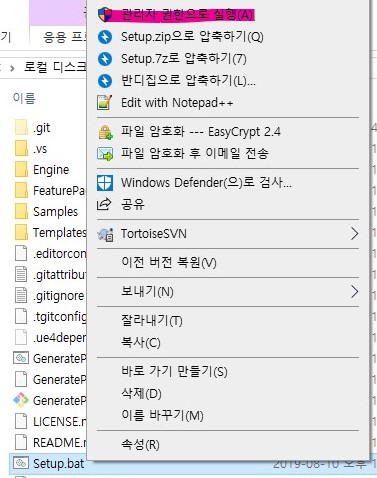 관리자 권한으로 실행(A)
Setup.zip으로 압축하기(Q)
Setup.7z로 압축하기(7)
반디집으로 압축하기(L)...
Edit with Notepad++
파일 암호화 --- EasyCrypt 2.4
파일 암호화 후 이메일 전송
Windows Defender(으)로 검사...
공유
TortoiseSVN
이전 버전 복원(V)
보내기(N)
잘라내기(T)
복사(C)
바로 가기 만들기(S)
삭제(D)
이름 바꾸기(M)
속성(R)
기
응용 프로
로컬 디스크
이름
.git
.vs
Engine
FeaturePa
Samples
Templates
.editorcon
.gitattribut
.gitignore
.tgitconfig
.ue4depen
GenerateP
GenerateP
GenerateP
LICENSE.m
README.m
Setup.bat
2019-08-10 오후 1